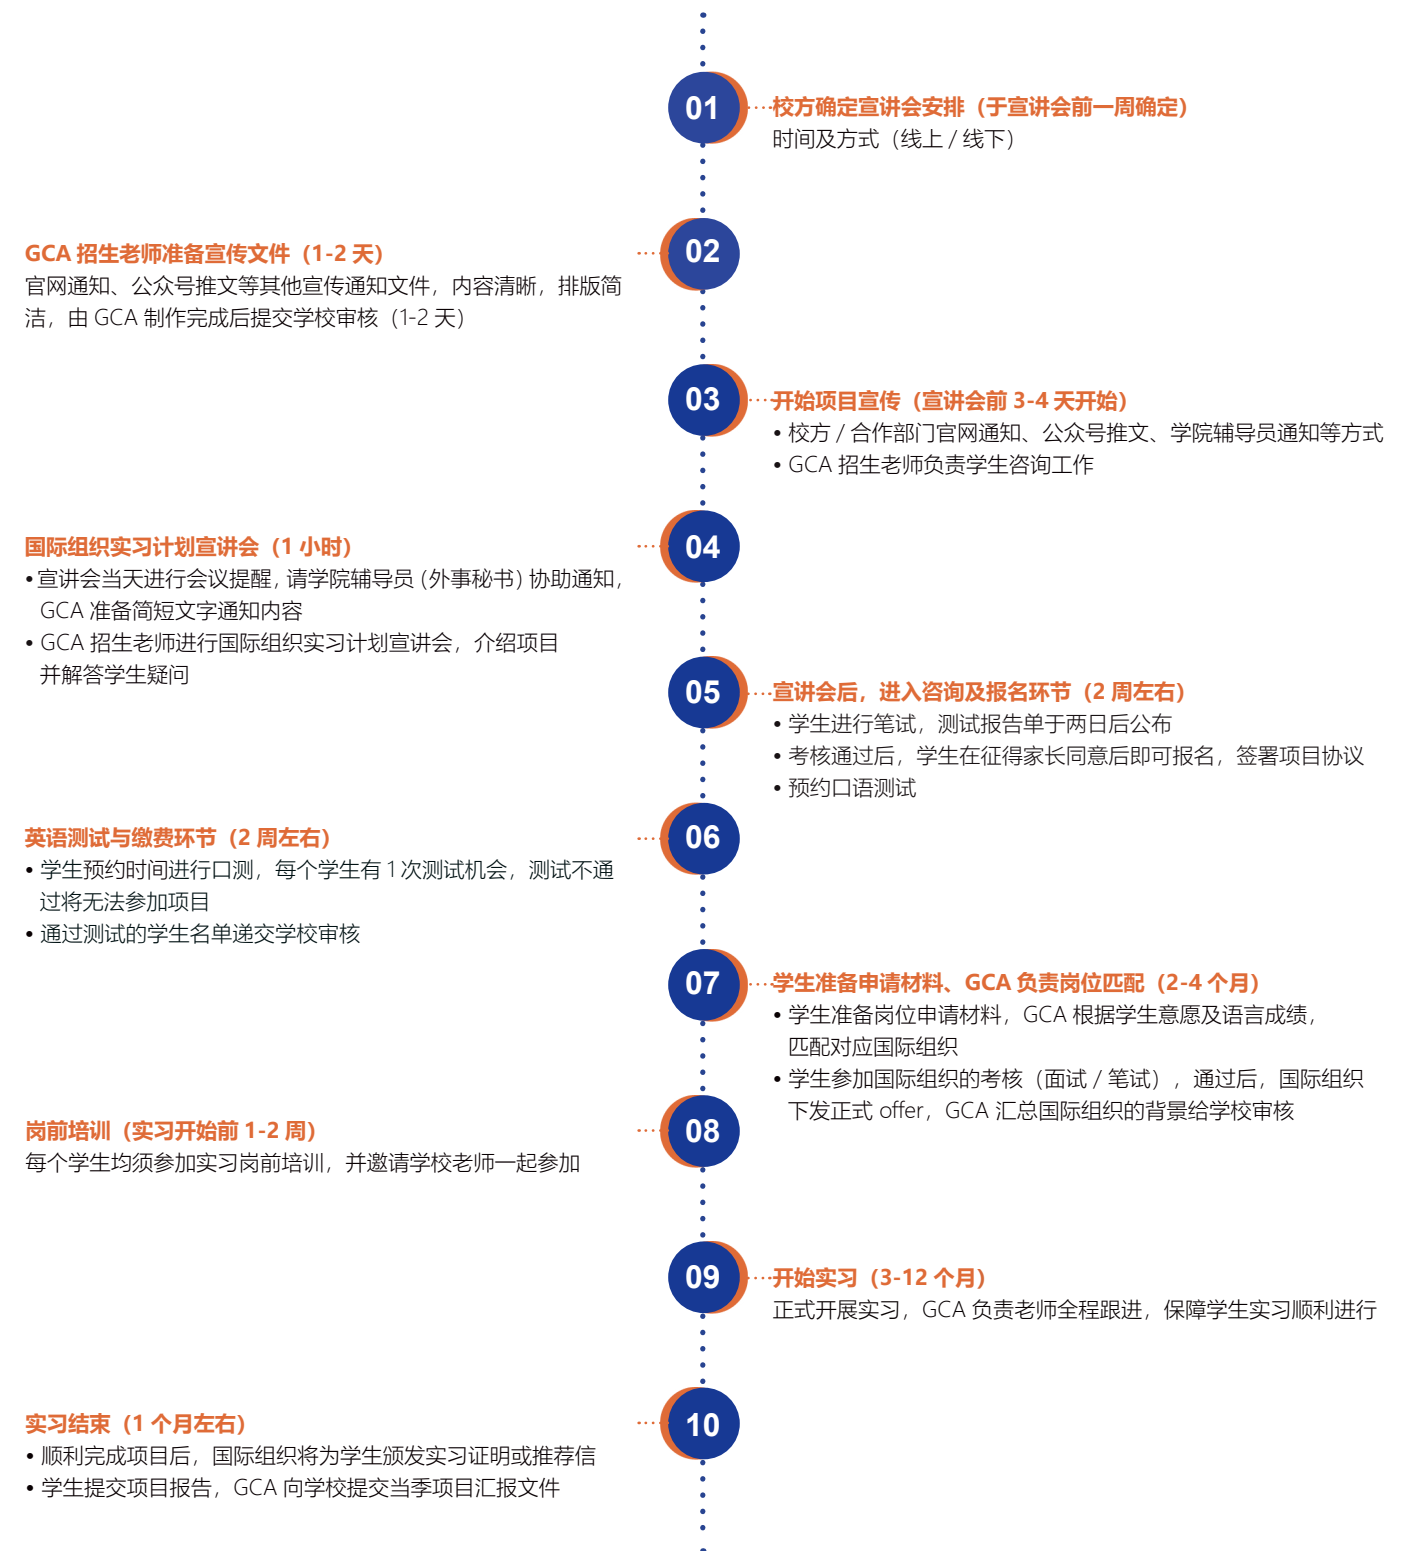 01
校方确定宣讲会安排（于宣讲会前一周确定）
时间及方式（线上 / 线下）
02
GCA 招生老师准备宣传文件（1-2 天）
官网通知、公众号推文等其他宣传通知文件，内容清晰，排版简
洁，由 GCA 制作完成后提交学校审核（1-2 天）
03
开始项目宣传（宣讲会前 3-4 天开始）
• 校方 / 合作部门官网通知、公众号推文、学院辅导员通知等方式
• GCA 招生老师负责学生咨询工作
04
国际组织实习计划宣讲会（1 小时）
• 宣讲会当天进行会议提醒，请学院辅导员（外事秘书）协助通知，
GCA 准备简短文字通知内容
• GCA 招生老师进行国际组织实习计划宣讲会，介绍项目
并解答学生疑问
05
宣讲会后，进入咨询及报名环节（2 周左右）
• 学生进行笔试，测试报告单于两日后公布
• 考核通过后，学生在征得家长同意后即可报名，签署项目协议
• 预约口语测试
06
英语测试与缴费环节（2 周左右）
• 学生预约时间进行口测，每个学生有 1 次测试机会，测试不通
过将无法参加项目
• 通过测试的学生名单递交学校审核
07
学生准备申请材料、GCA 负责岗位匹配（2-4 个月）
• 学生准备岗位申请材料，GCA 根据学生意愿及语言成绩，
匹配对应国际组织
• 学生参加国际组织的考核（面试 / 笔试），通过后，国际组织
下发正式 offer，GCA 汇总国际组织的背景给学校审核
08
岗前培训（实习开始前 1-2 周）
每个学生均须参加实习岗前培训，并邀请学校老师一起参加
09
开始实习（3-12 个月）
正式开展实习，GCA 负责老师全程跟进，保障学生实习顺利进行
10
实习结束（1 个月左右）
• 顺利完成项目后，国际组织将为学生颁发实习证明或推荐信
• 学生提交项目报告，GCA 向学校提交当季项目汇报文件